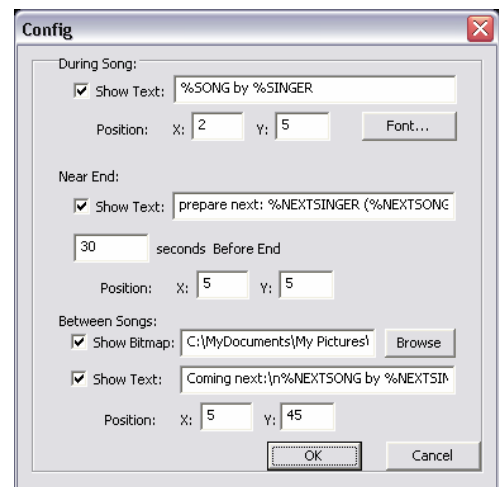 Config
During Song:
Show Text: %SONG by %SINGER
Position: X: 2 Y: 5 Font...
Near End:
Show Text: prepare next: %NEXTSINGER (%NEXTSONG
30 seconds Before End
Position: X: 5 Y: 5
Between Songs:
Show Bitmap: C:\MyDocuments\My Pictures\ Browse
Show Text: Coming next:\n%NEXTSONG by %NEXTSIN
Position: X: 5 Y: 45
OK Cancel